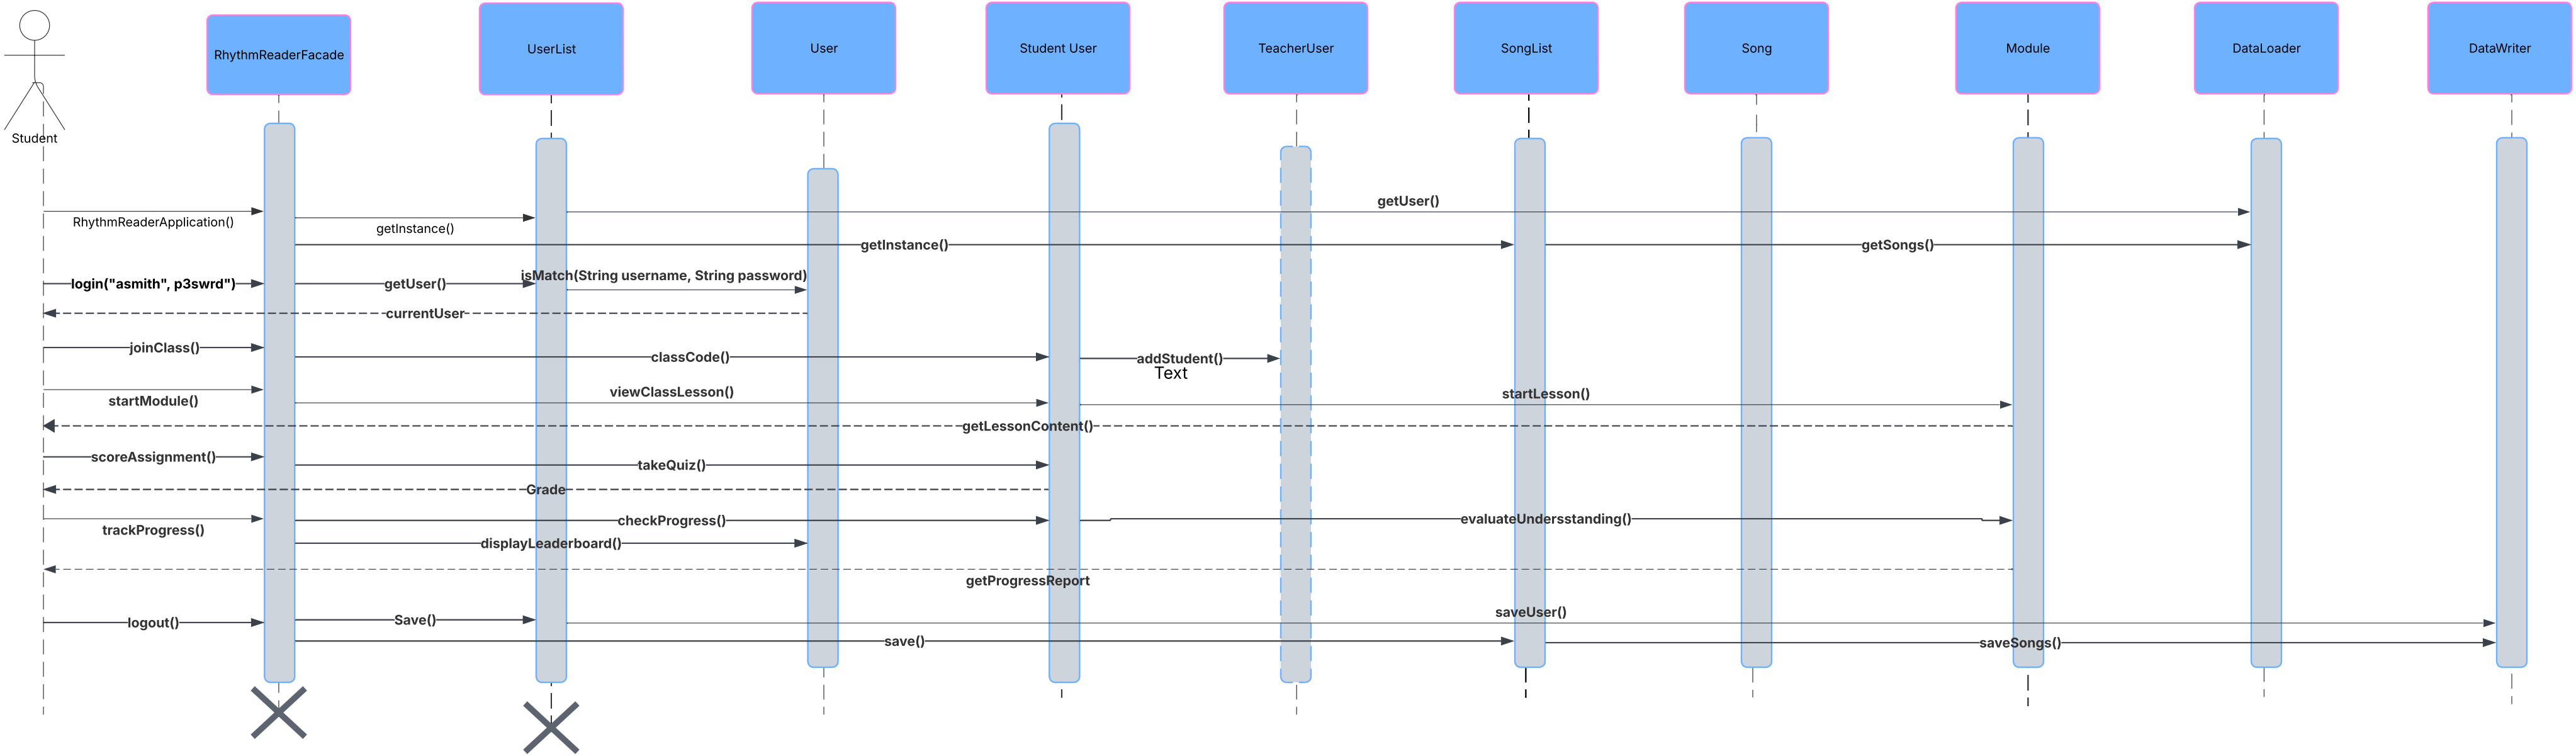 RhythmReaderFacade
UserList
User
Student User
TeacherUser
SongList
Song
Module
DataLoader
DataWriter
Student
RhythmReaderApplication()
getInstance()
getUser()
getInstance()
getSongs()
login("asmith", p3swrd")
getUser()
isMatch(String username, String password)
currentUser
joinClass()
classCode()
addStudent()
Text
startModule()
viewClassLesson()
startLesson()
getLessonContent()
scoreAssignment()
takeQuiz()
Grade
trackProgress()
checkProgress()
evaluateUndersstanding()
displayLeaderboard()
getProgressReport
logout()
Save()
saveUser()
save()
saveSongs()